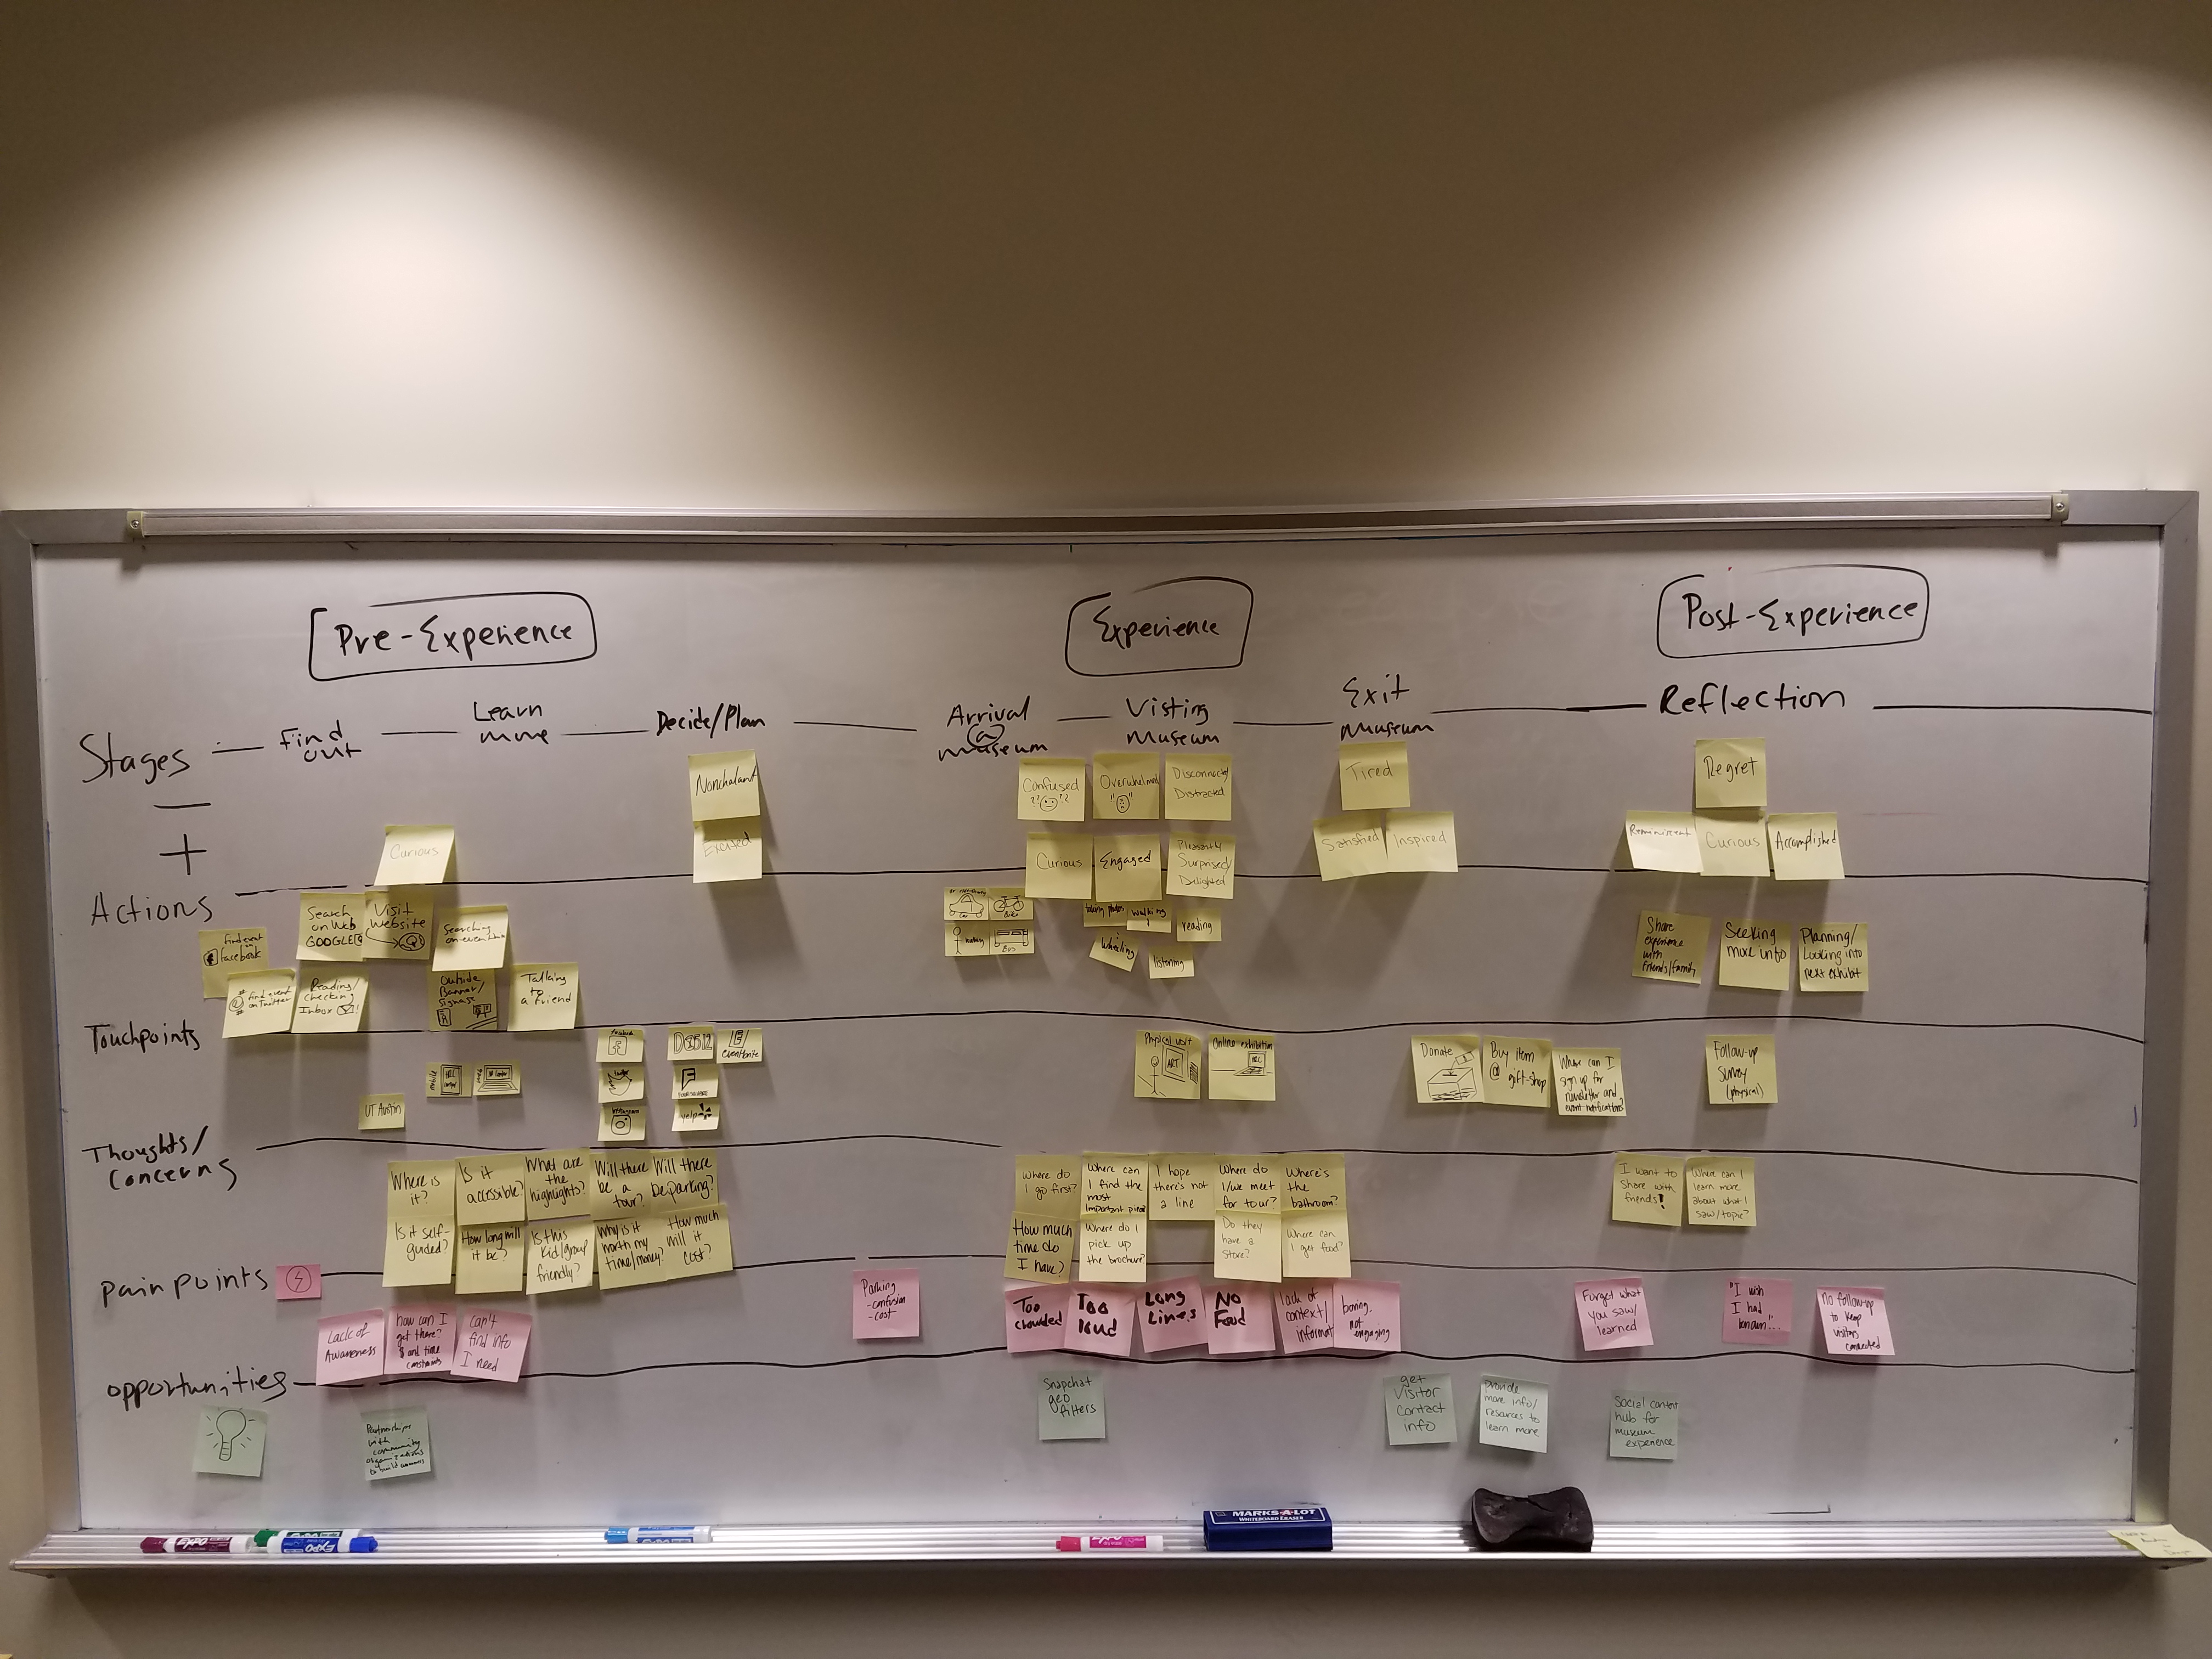 Pre-Experience
Experience
Post-Experience
Stages
Find
out
Learn
more
Decide/Plan
Arrival
@
museum
Visting
Museum
Exit
Museum
Reflection
Nonchalant
Confused
?? ??
Overwhelmed
Disconnected/
Distracted
Tired
Regret
Curious
Excited
Curious
Engaged
Pleasantly
Surprised/
Delighted
Satisfied
Inspired
Reminiscent
Curious
Accomplished
Actions
find event
on
facebook
Search
on Web
GOOGLE
Visit
Website
Searching
on
find event
on Twitter
Reading/
checking
Inbox
Outside
Banner/
Signage
Talking
to
a friend
or ride-
Car
Bike
walking
Bus
taking photos
walking
reading
wheeling
listening
Share
experience
with
friends/family
Seeking
more info
Planning/
Looking into
next exhibit
Touchpoints
UT Austin
mobile
facebook
twitter
Instagram
Do512
eventbrite
FOURSQUARE
yelp
Physical visit
ART
Online exhibition
Donate
Buy item
@
gift-shop
Where can I
sign up for
newsletter and
event notifications?
Follow-up
survey
(physical)
Thoughts/
Concerns
Where is
it?
Is it
accessible?
What are
the
highlights?
Will there
be a
tour?
Will there
be parking?
Is it self-
guided?
How long will
it be?
Is this
Kid/group
friendly?
Why is it
worth my
time/money?
How much
will it
cost?
Where do
I go first?
Where can
I find the
most
important piece
I hope
there's not
a line
Where do
I/we meet
for tour?
Where's
the
bathroom?
How much
time do
I have?
Where do I
pick up
the brochure?
Do they
have a
Store?
Where can
I get food?
I want to
share with
friends!
Where can I
learn more
about what I
saw/topic?
pain points
Lack of
Awareness
how can I
get there?
$ and time
constraints
can't
find info
I need
Parking
- confusion
- cost
Too
crowded
Too
loud
Long
Lines
No
Food
lack of
context/
informat
boring,
not
engaging
Forget what
you saw/
learned
"I wish
I had
known"...
no follow-up
to keep
visitors
connected
opportunities
Partnerships
with
community
organizations
to build awareness
Snapchat
geo
filters
get
Visitor
contact
info
provide
more info/
resources to
learn more
Social content
hub for
museum
experience
EXPO
EXPO
EXPO
MARKS-A-LOT
WHITEBOARD ERASER